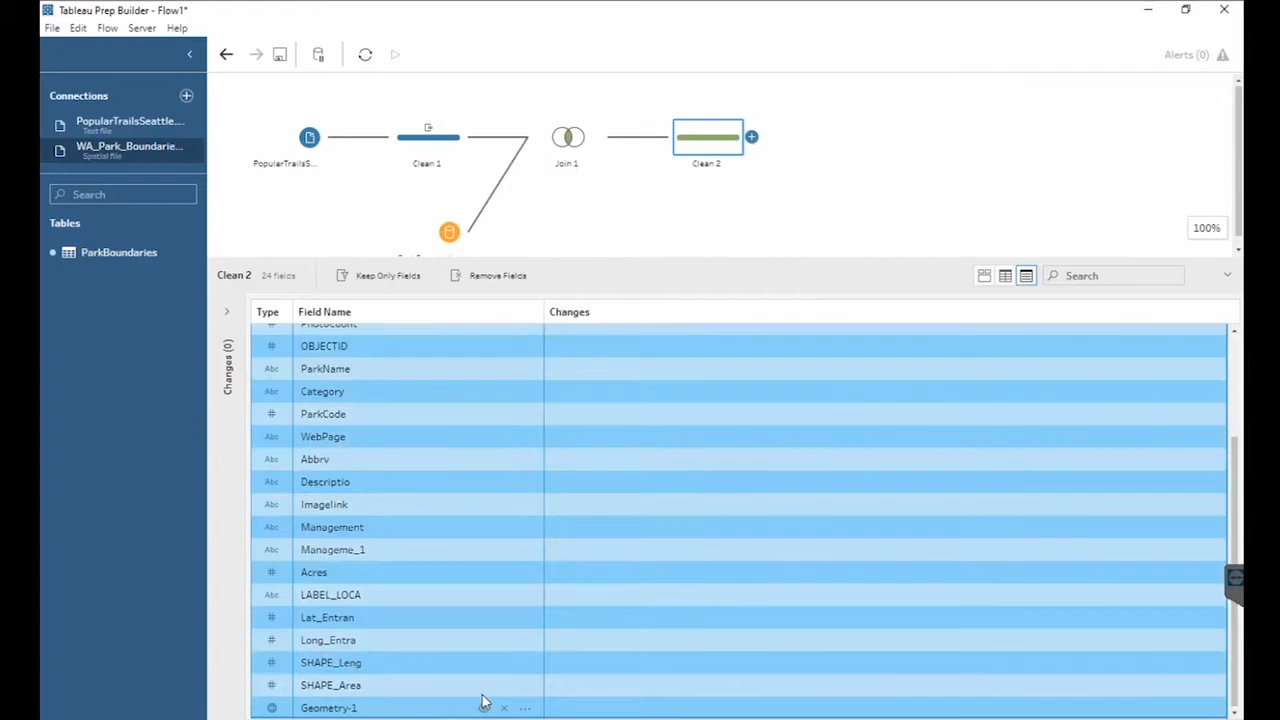 Tableau Prep Builder - Flow1*
File Edit Flow Server Help
Alerts (0)
Connections
PopularTrailsSeattle....
Text file
WA_Park_Boundarie...
Spatial file
Search
Tables
ParkBoundaries
PopularTrailsS...
Clean 1
Join 1
Clean 2
100%
Clean 2 24 fields Keep Only Fields Remove Fields Search
Changes (0)
Type Field Name Changes
# PhotoCount
# OBJECTID
Abc ParkName
Abc Category
# ParkCode
Abc WebPage
Abc Abbrv
Abc Descriptio
Abc Imagelink
Abc Management
Abc Manageme_1
# Acres
Abc LABEL_LOCA
# Lat_Entran
# Long_Entra
# SHAPE_Leng
# SHAPE_Area
Geometry-1